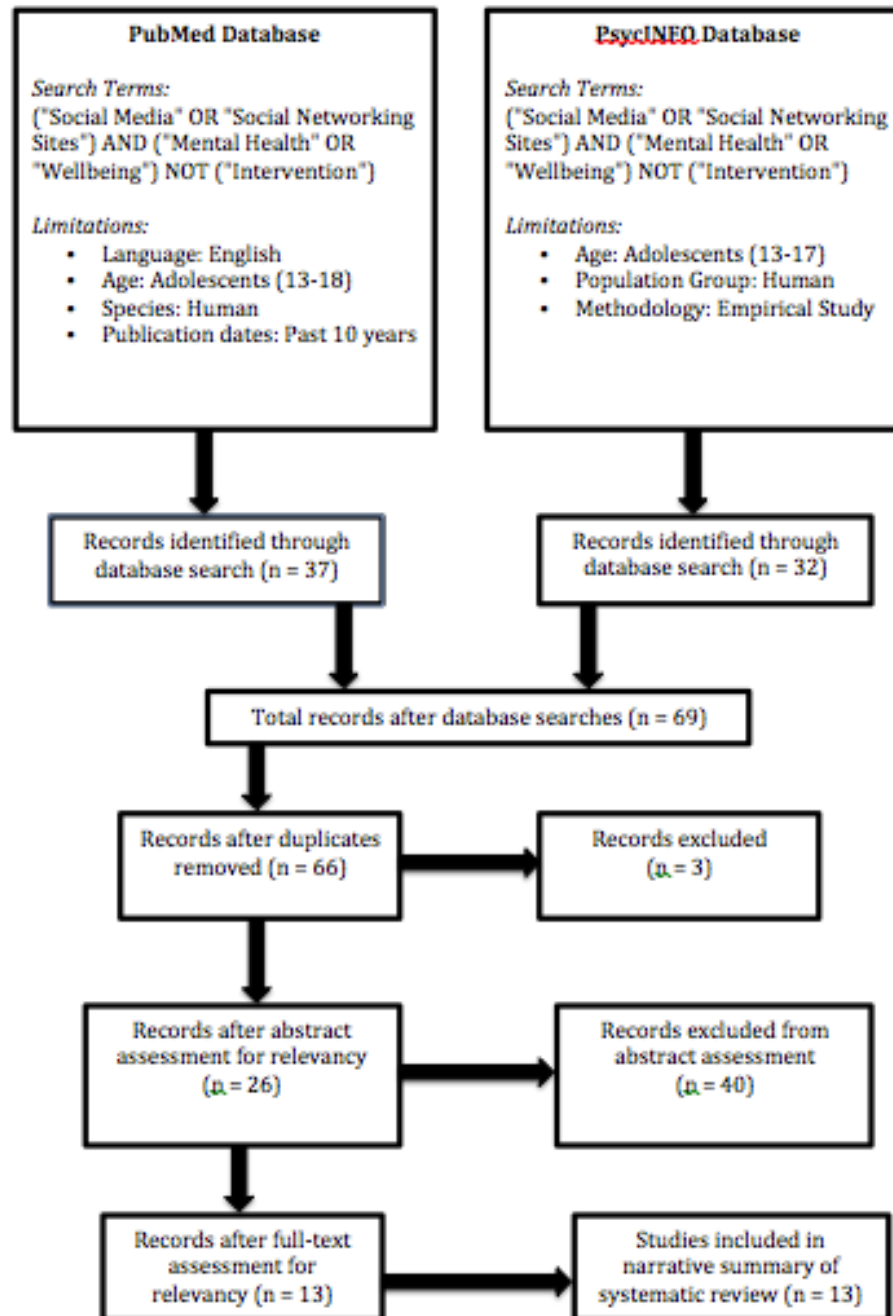 PubMed Database
Search Terms:
("Social Media" OR "Social Networking
Sites") AND ("Mental Health" OR
"Wellbeing") NOT ("Intervention")
Limitations:
• Language: English
• Age: Adolescents (13-18)
• Species: Human
• Publication dates: Past 10 years
PsycINFO Database
Search Terms:
("Social Media" OR "Social Networking
Sites") AND ("Mental Health" OR
"Wellbeing") NOT ("Intervention")
Limitations:
• Age: Adolescents (13-17)
• Population Group: Human
• Methodology: Empirical Study
Records identified through
database search (n = 37)
Records identified through
database search (n = 32)
Total records after database searches (n = 69)
Records after duplicates
removed (n = 66)
Records excluded
(n = 3)
Records after abstract
assessment for relevancy
(n = 26)
Records excluded from
abstract assessment
(n = 40)
Records after full-text
assessment for
relevancy (n = 13)
Studies included in
narrative summary of
systematic review (n = 13)